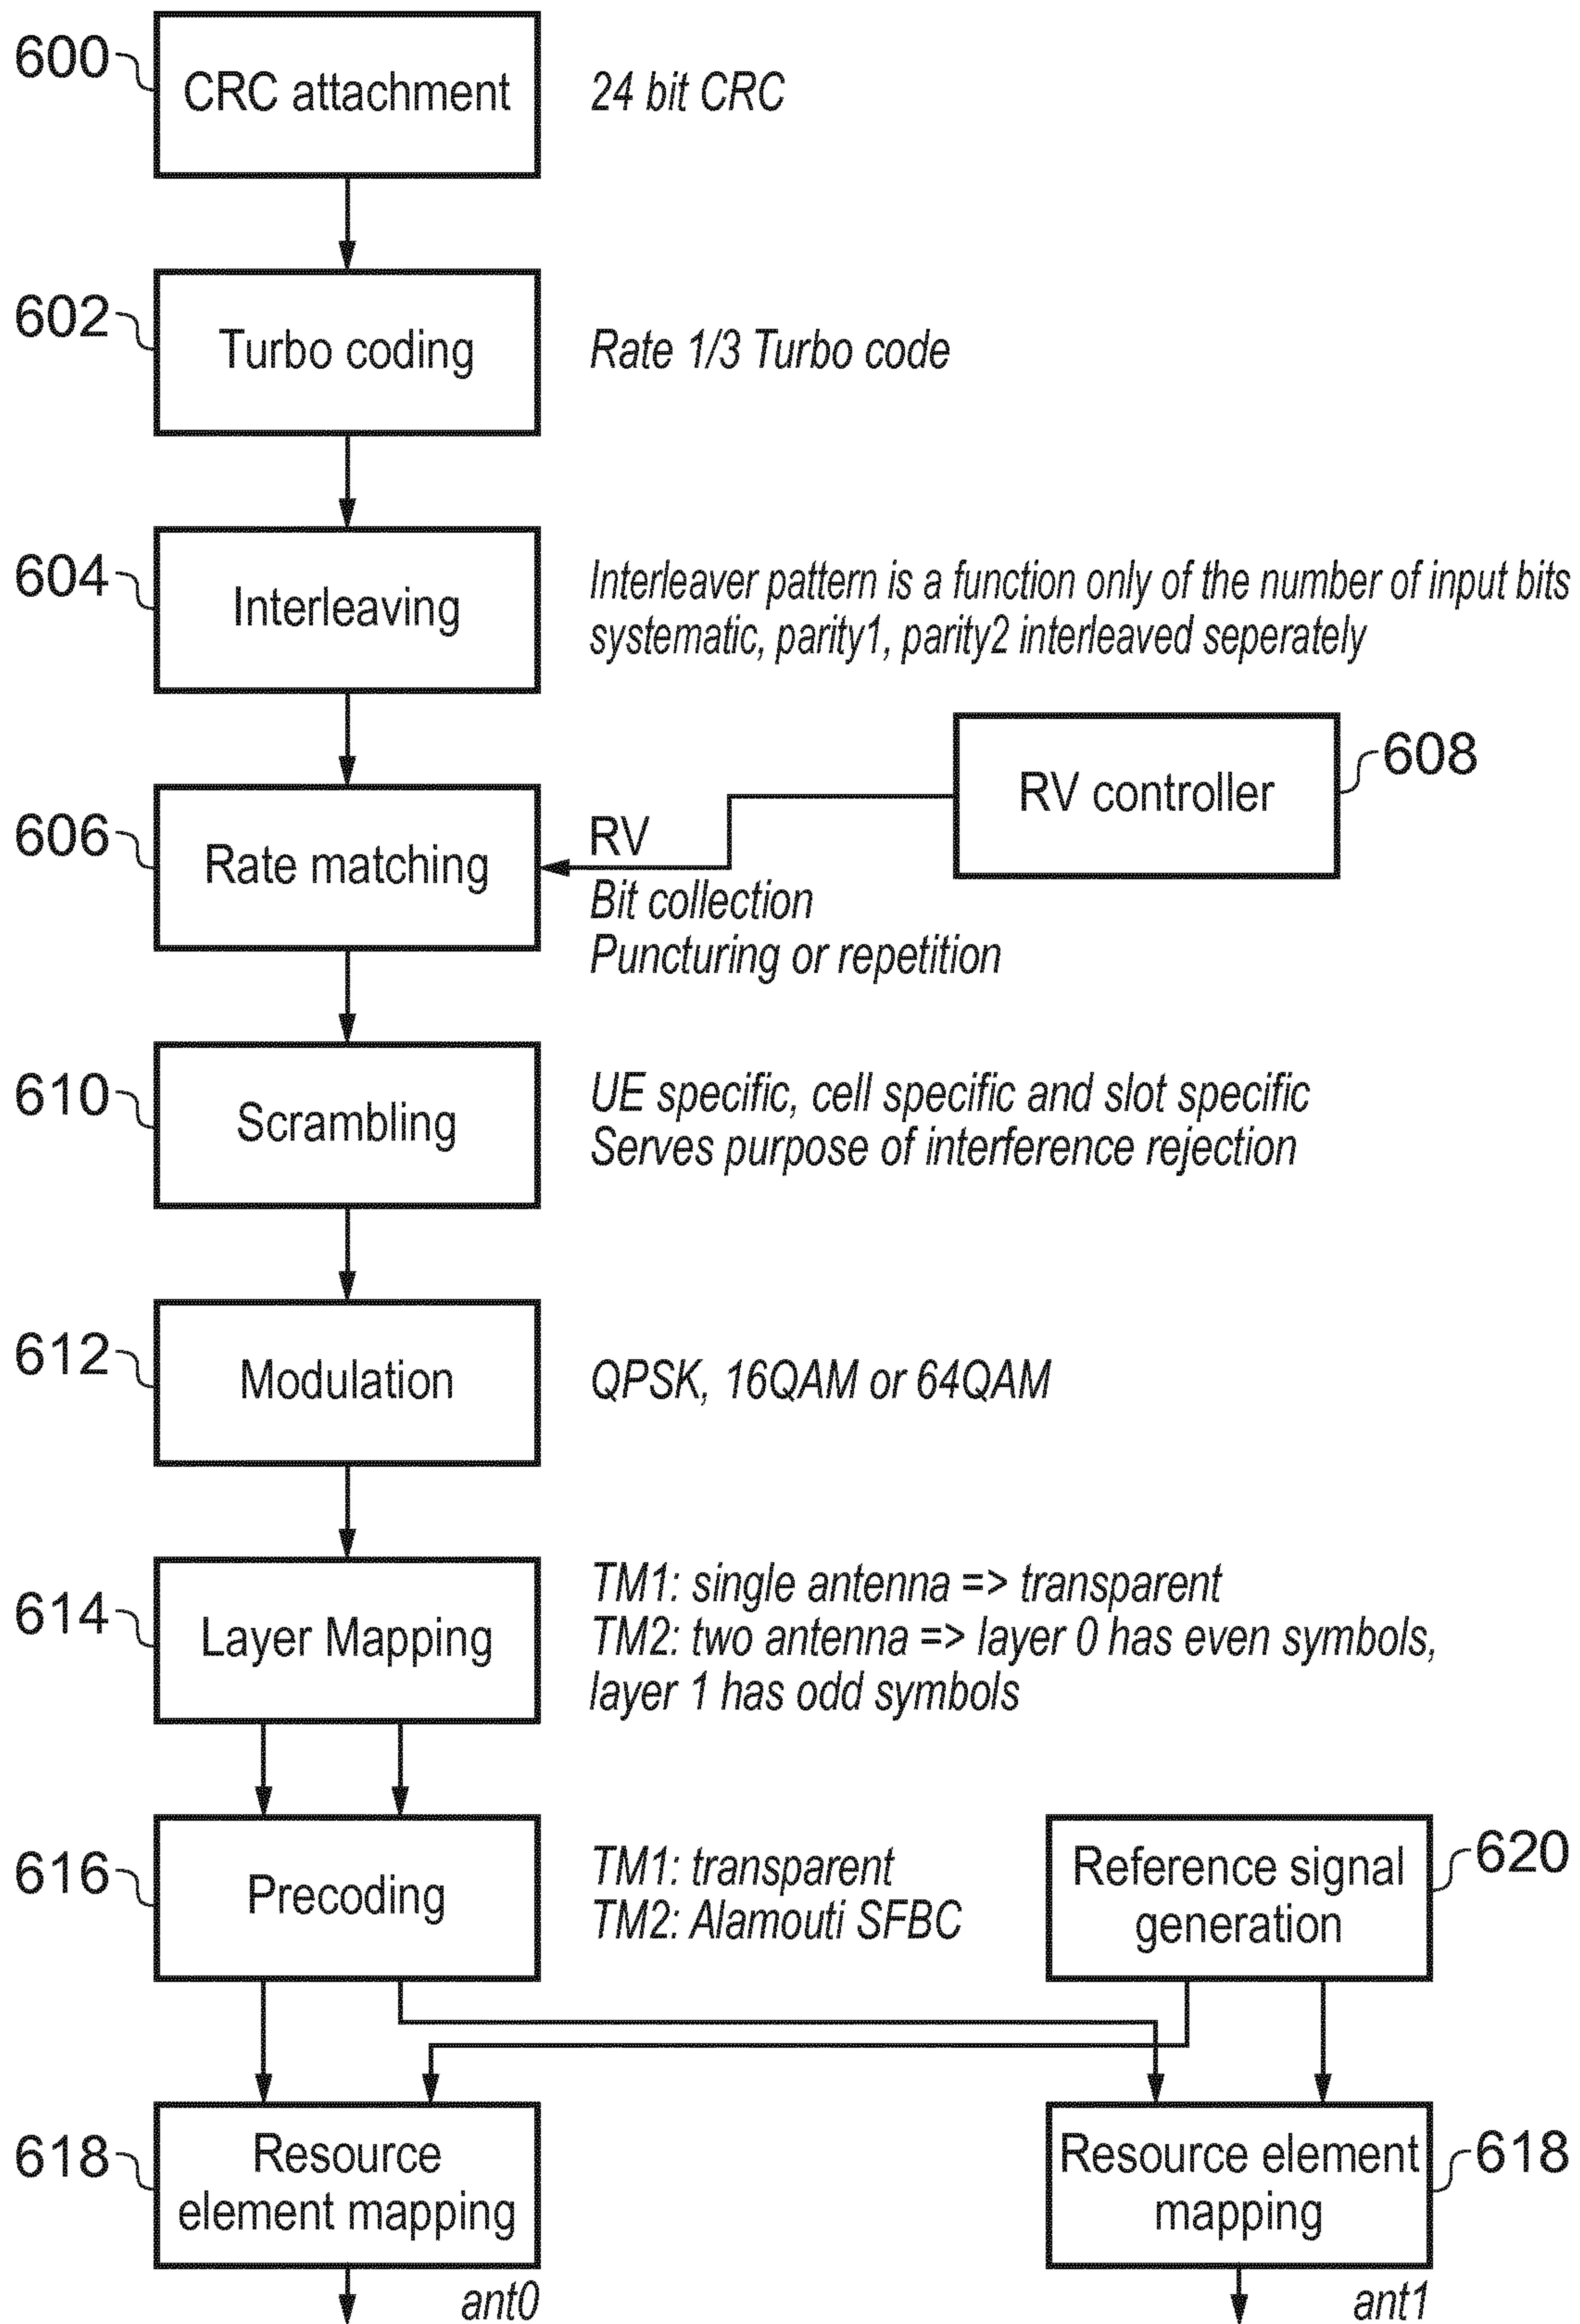 600
CRC attachment
24 bit CRC
602
Turbo coding
Rate 1/3 Turbo code
604
Interleaving
Interleaver pattern is a function only of the number of input bits
systematic, parity1, parity2 interleaved seperately
608
RV controller
606
Rate matching
RV
Bit collection
Puncturing or repetition
610
Scrambling
UE specific, cell specific and slot specific
Serves purpose of interference rejection
612
Modulation
QPSK, 16QAM or 64QAM
614
Layer Mapping
TM1: single antenna => transparent
TM2: two antenna => layer 0 has even symbols,
layer 1 has odd symbols
616
Precoding
TM1: transparent
TM2: Alamouti SFBC
Reference signal
generation
620
618
Resource
element mapping
Resource element
mapping
618
ant0
ant1